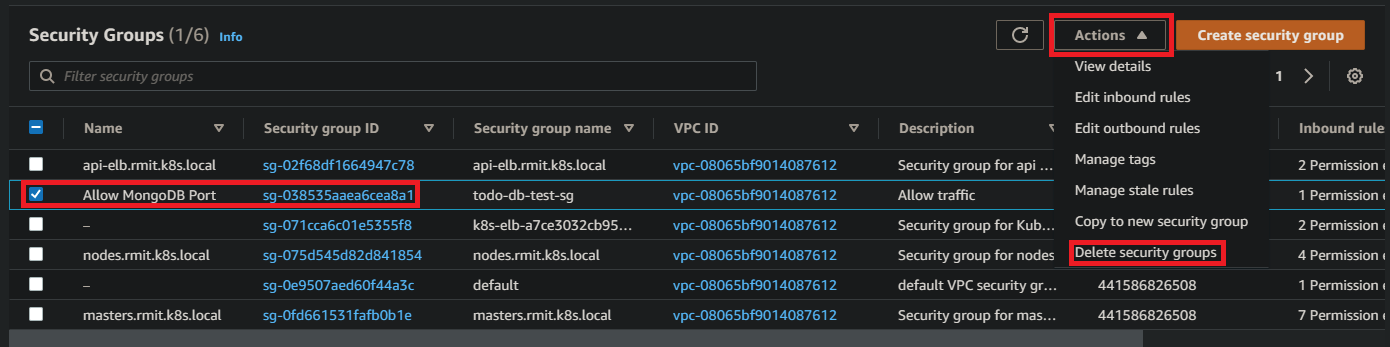 Security Groups (1/6) Info
Actions
Create security group
Filter security groups
1
View details
Edit inbound rules
Edit outbound rules
Manage tags
Manage stale rules
Copy to new security group
Delete security groups
Name Security group ID Security group name VPC ID Description Inbound rule
api-elb.rmit.k8s.local sg-02f68df1664947c78 api-elb.rmit.k8s.local vpc-08065bf9014087612 Security group for api ... 2 Permission e
Allow MongoDB Port sg-038535aaea6cea8a1 todo-db-test-sg vpc-08065bf9014087612 Allow traffic 1 Permission e
– sg-071cca6c01e5355f8 k8s-elb-a7ce3032cb95... vpc-08065bf9014087612 Security group for Kub... 2 Permission e
nodes.rmit.k8s.local sg-075d545d82d841854 nodes.rmit.k8s.local vpc-08065bf9014087612 Security group for nodes 4 Permission e
– sg-0e9507aed60f44a3c default vpc-08065bf9014087612 default VPC security gr... 441586826508 1 Permission e
masters.rmit.k8s.local sg-0fd661531fafb0b1e masters.rmit.k8s.local vpc-08065bf9014087612 Security group for mas... 441586826508 7 Permission e